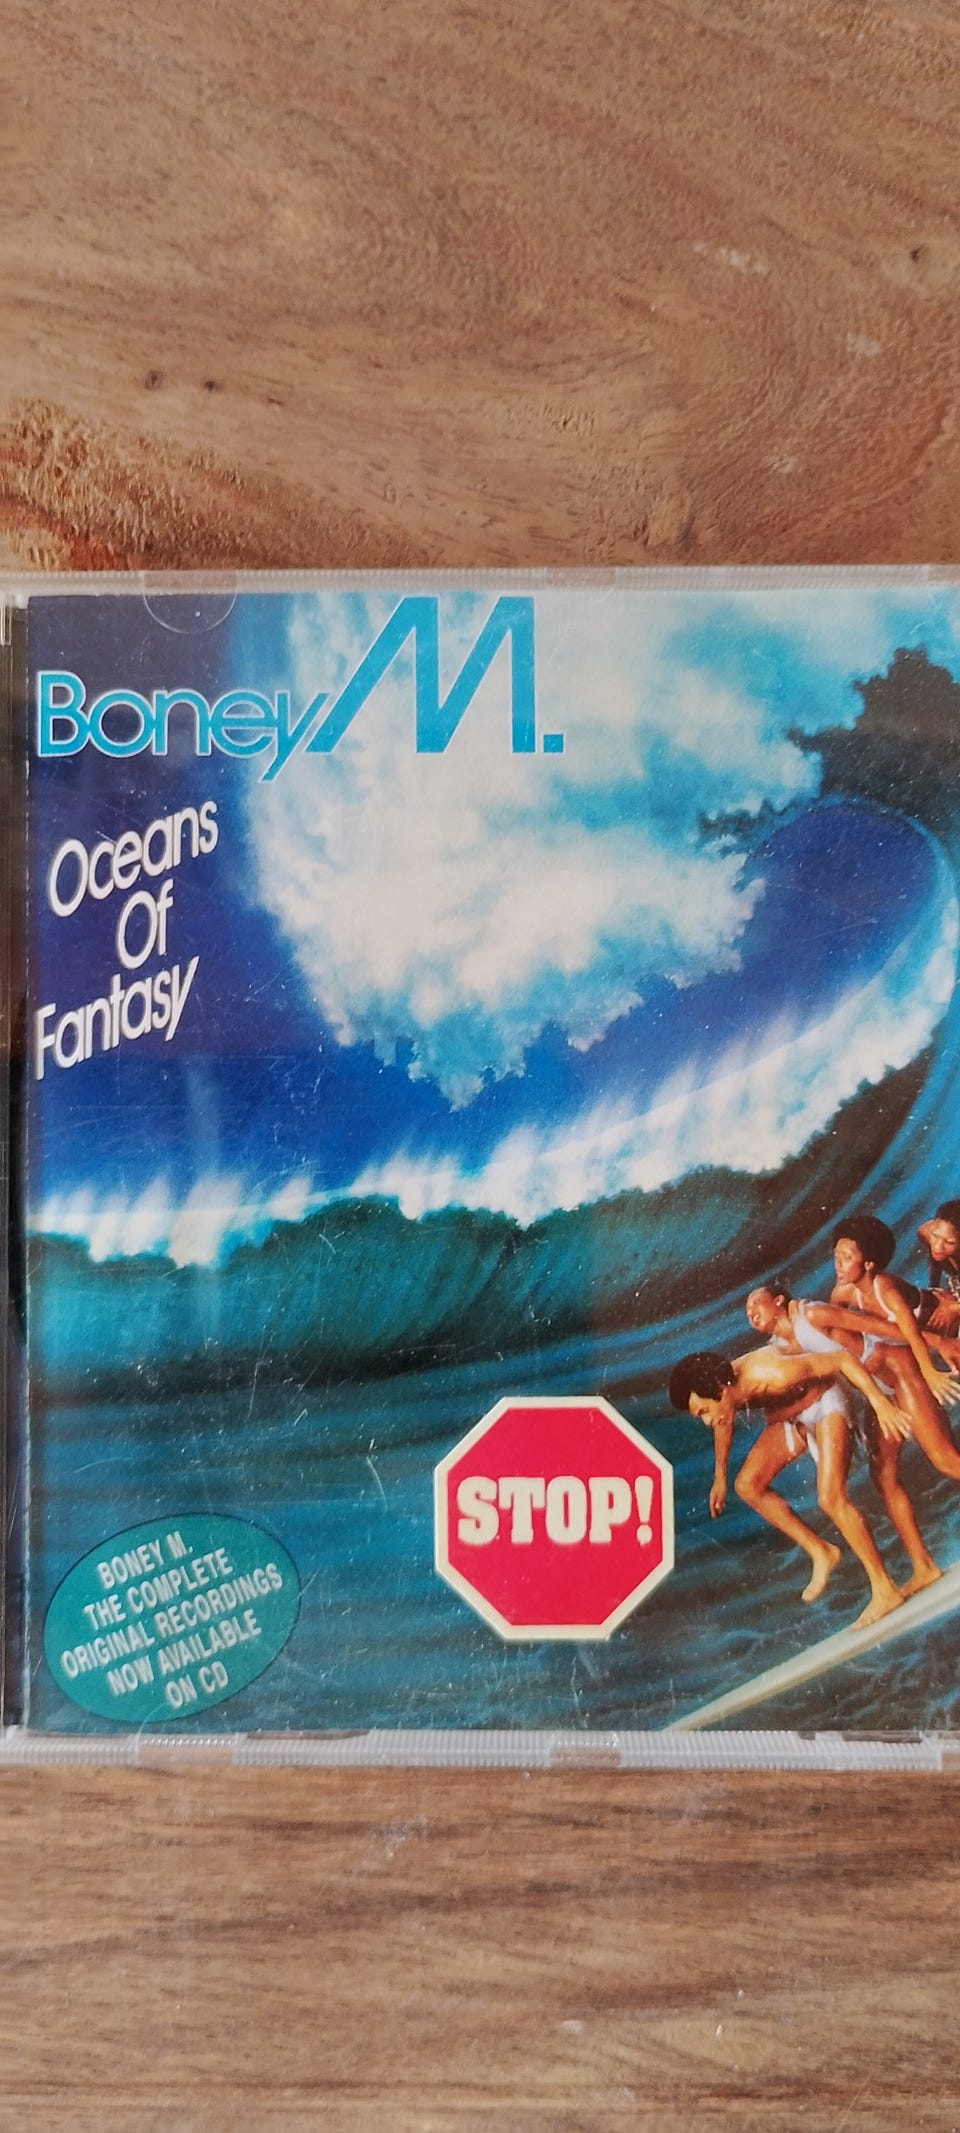 Boney M.
Oceans
Of
Fantasy
STOP!
BONEY M.
THE COMPLETE
ORIGINAL RECORDINGS
NOW AVAILABLE
ON CD